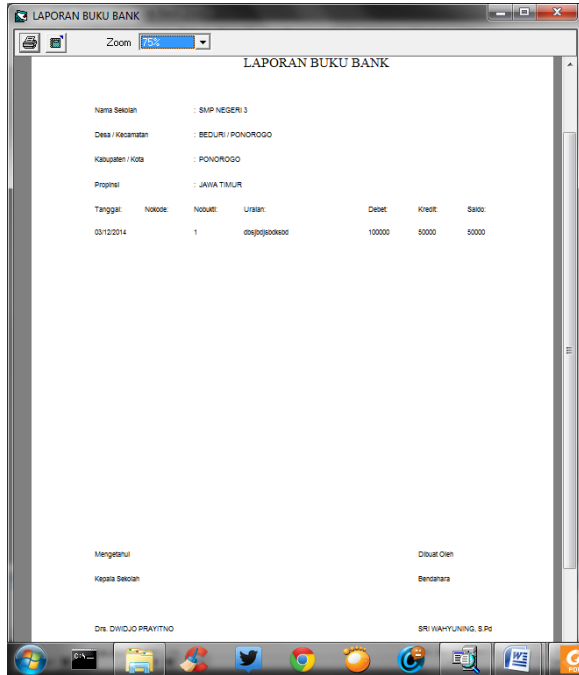 LAPORAN BUKU BANK
Zoom 75%
LAPORAN BUKU BANK
Nama Sekolah : SMP NEGERI 3
Desa / Kecamatan : BEDURI / PONOROGO
Kabupaten / Kota : PONOROGO
Propinsi : JAWA TIMUR
Tanggal: Nokode: Nobukti: Uraian: Debet: Kredit: Saldo:
03/12/2014 1 dbsjbdjsbdksbd 100000 50000 50000
Mengetahui Dibuat Oleh
Kepala Sekolah Bendahara
Drs. DWIDJO PRAYITNO SRI WAHYUNING, S.Pd
C:\_
W